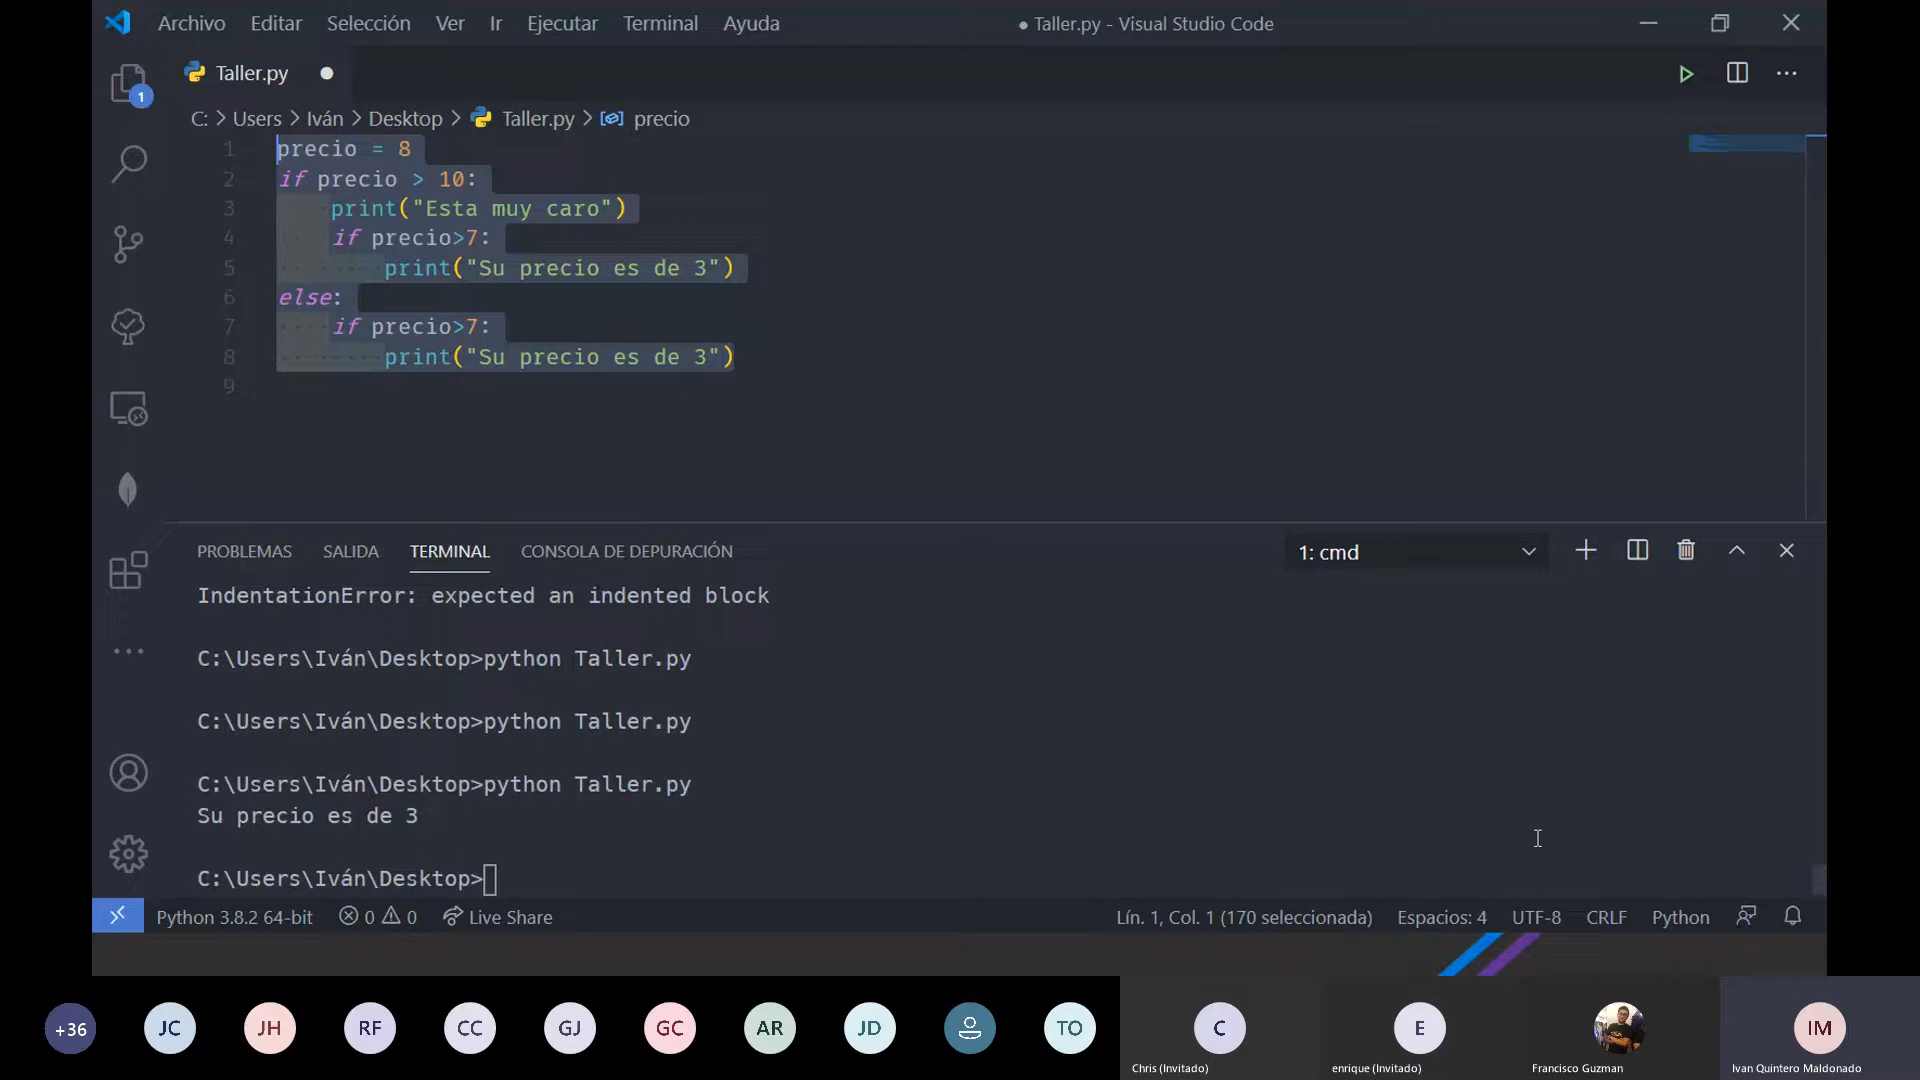 Archivo Editar Selección Ver Ir Ejecutar Terminal Ayuda
● Taller.py - Visual Studio Code
Taller.py
1
C: > Users > Iván > Desktop > Taller.py > precio
1 precio = 8
2 if precio > 10:
3 print("Esta muy caro")
4 if precio>7:
5 print("Su precio es de 3")
6 else:
7 if precio>7:
8 print("Su precio es de 3")
9
PROBLEMAS SALIDA TERMINAL CONSOLA DE DEPURACIÓN
1: cmd
IndentationError: expected an indented block
C:\Users\Iván\Desktop>python Taller.py
C:\Users\Iván\Desktop>python Taller.py
C:\Users\Iván\Desktop>python Taller.py
Su precio es de 3
C:\Users\Iván\Desktop>
Python 3.8.2 64-bit 0 0 Live Share
Lín. 1, Col. 1 (170 seleccionada) Espacios: 4 UTF-8 CRLF Python
+36 JC JH RF CC GJ GC AR JD TO C E IM
Chris (Invitado) enrique (Invitado) Francisco Guzman Ivan Quintero Maldonado